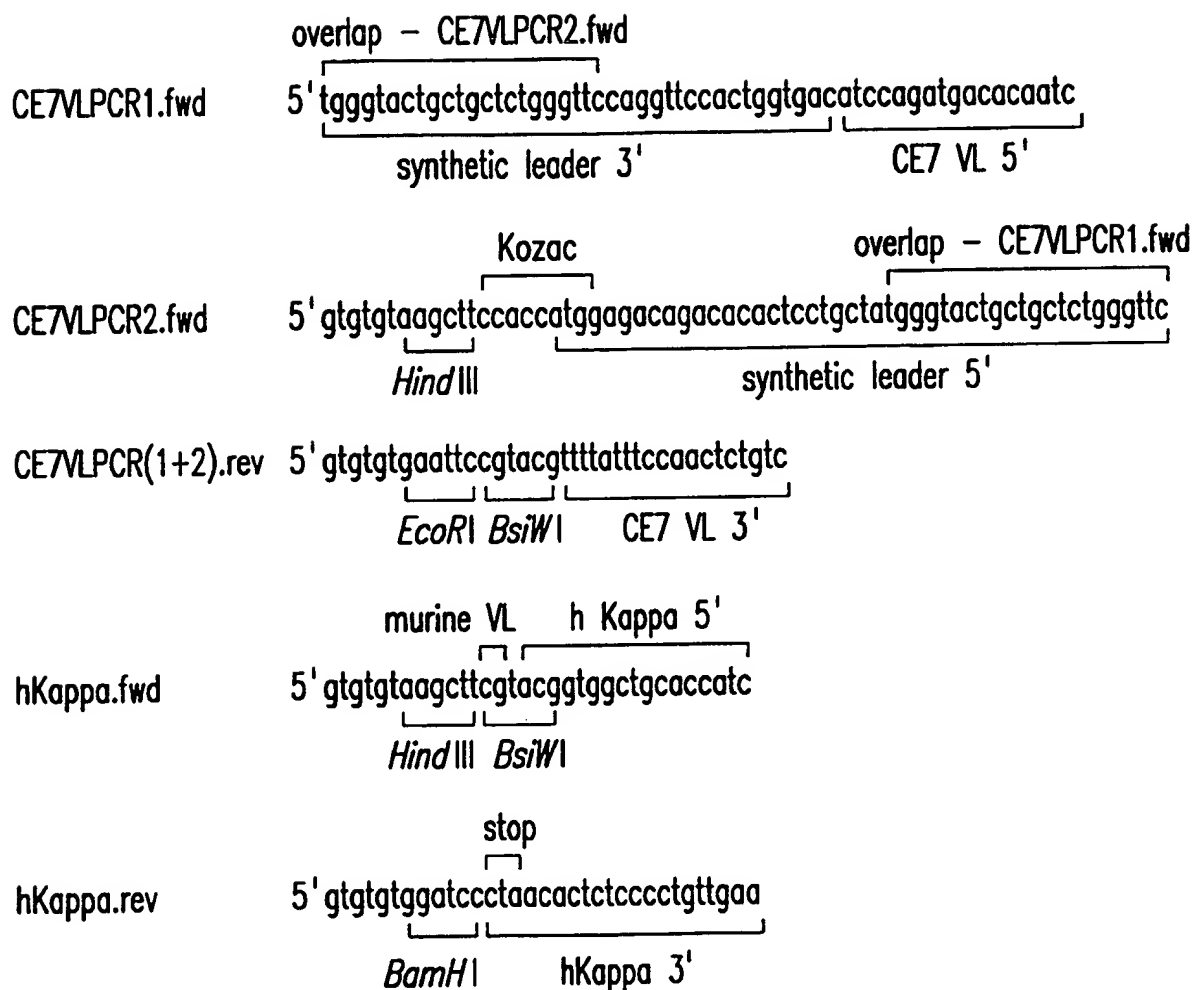 overlap – CE7VLPCR2.fwd
CE7VLPCR1.fwd 5'tgggtactgctgctctgggttccaggttccactggtgacatccagatgacacaatc
synthetic leader 3' CE7 VL 5'
Kozac overlap – CE7VLPCR1.fwd
CE7VLPCR2.fwd 5'gtgtgtaagcttccaccatggagacagacacactcctgctatgggtactgctgctctgggttc
HindIII synthetic leader 5'
CE7VLPCR(1+2).rev 5'gtgtgtgaattccgtacgttttatttccaactctgtc
EcoRI BsiWI CE7 VL 3'
murine VL h Kappa 5'
hKappa.fwd 5'gtgtgtaagcttcgtacggtggctgcaccatc
HindIII BsiWI
stop
hKappa.rev 5'gtgtgtggatccctaacactctcccctgttgaa
BamHI hKappa 3'